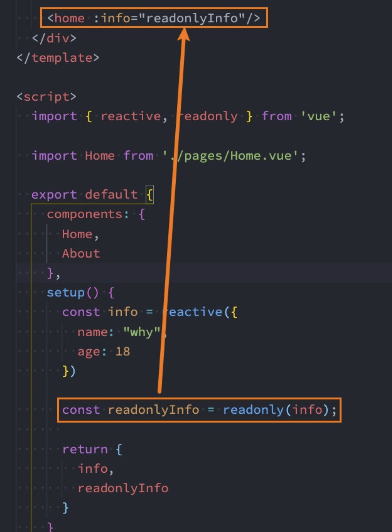 <home :info="readonlyInfo"/>
</div>
</template>
<script>
import { reactive, readonly } from 'vue';
import Home from './pages/Home.vue';
export default {
components: {
Home,
About
},
setup() {
const info = reactive({
name: "why",
age: 18
})
const readonlyInfo = readonly(info);
return {
info,
readonlyInfo
}
}